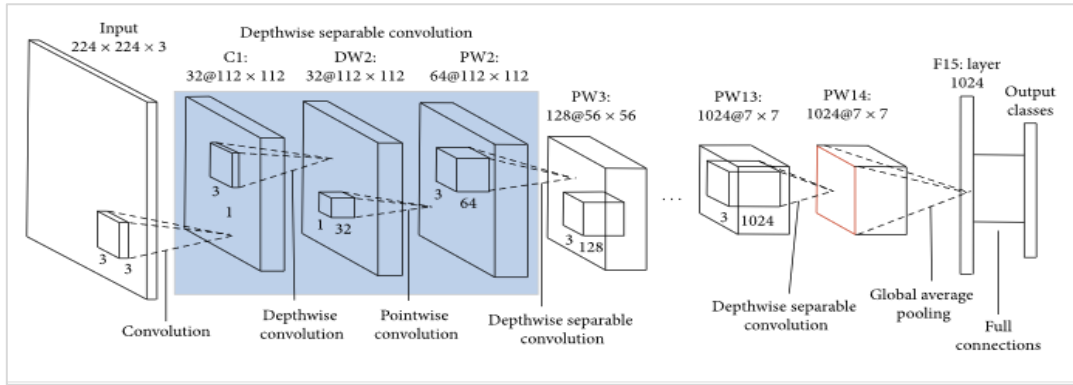 Input
224 × 224 × 3
Depthwise separable convolution
C1:
32@112 × 112
DW2:
32@112 × 112
PW2:
64@112 × 112
PW3:
128@56 × 56
PW13:
1024@7 × 7
PW14:
1024@7 × 7
F15: layer
1024
Output
classes
3
3
3
1
1
32
3
64
3
128
...
3
1024
Convolution
Depthwise
convolution
Pointwise
convolution
Depthwise separable
convolution
Depthwise separable
convolution
Global average
pooling
Full
connections